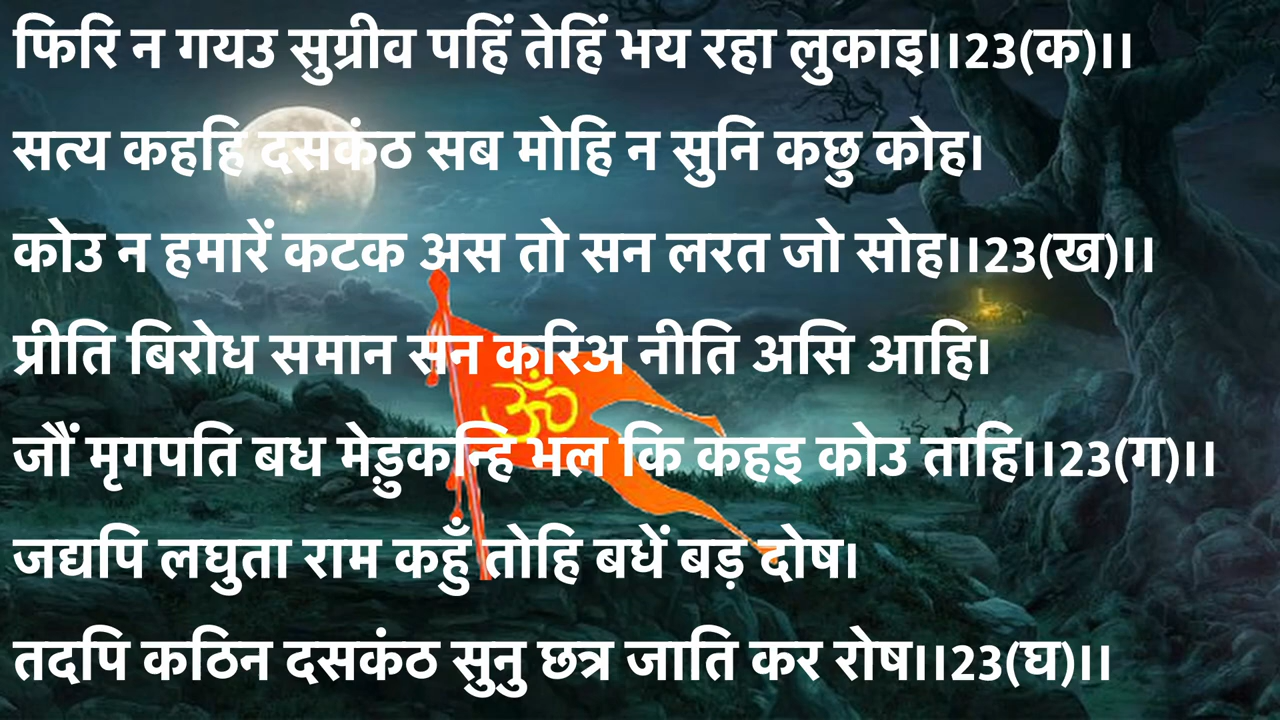 फिरि न गयउ सुग्रीव पहिं तेहिं भय रहा लुकाइ।।23(क)।।
सत्य कहहि दसकंठ सब मोहि न सुनि कछु कोह।
कोउ न हमारें कटक अस तो सन लरत जो सोह।।23(ख)।।
प्रीति बिरोध समान सन करिअ नीति असि आहि।
जौं मृगपति बध मेड़ुकन्हि भल कि कहइ कोउ ताहि।।23(ग)।।
जद्यपि लघुता राम कहुँ तोहि बधें बड़ दोष।
तदपि कठिन दसकंठ सुनु छत्र जाति कर रोष।।23(घ)।।
ॐ